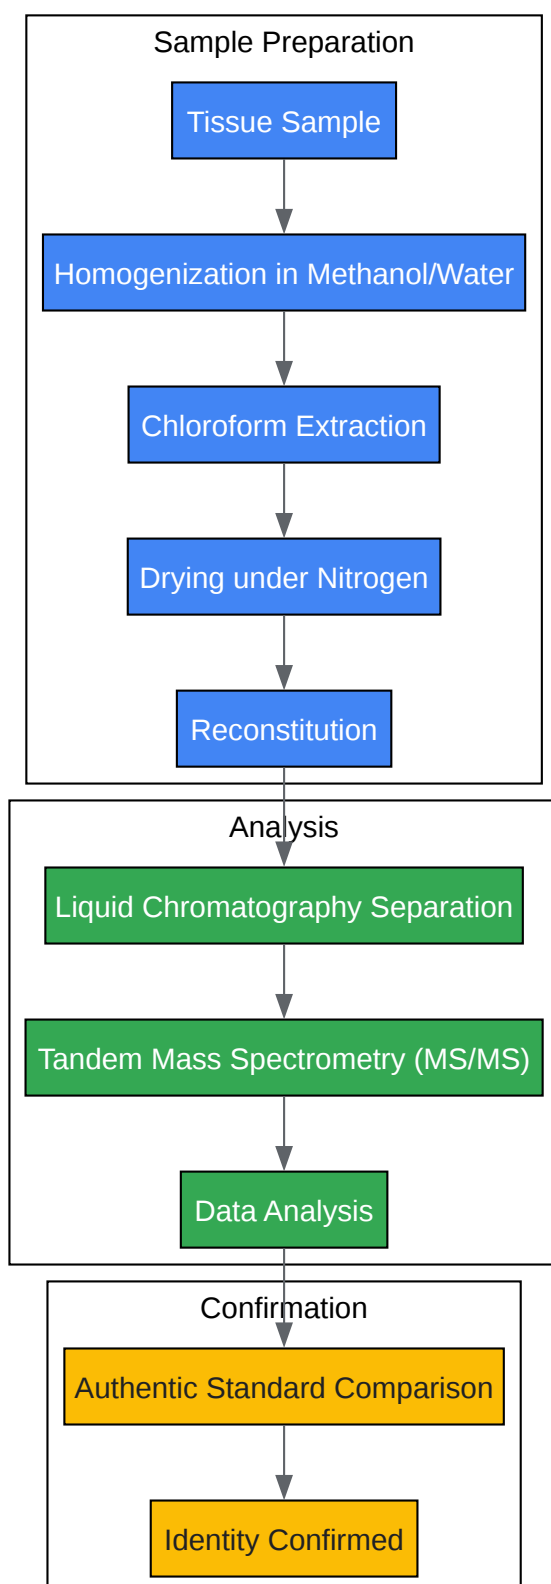 Sample Preparation
Tissue Sample
Homogenization in Methanol/Water
Chloroform Extraction
Drying under Nitrogen
Reconstitution
Analysis
Liquid Chromatography Separation
Tandem Mass Spectrometry (MS/MS)
Data Analysis
Confirmation
Authentic Standard Comparison
Identity Confirmed